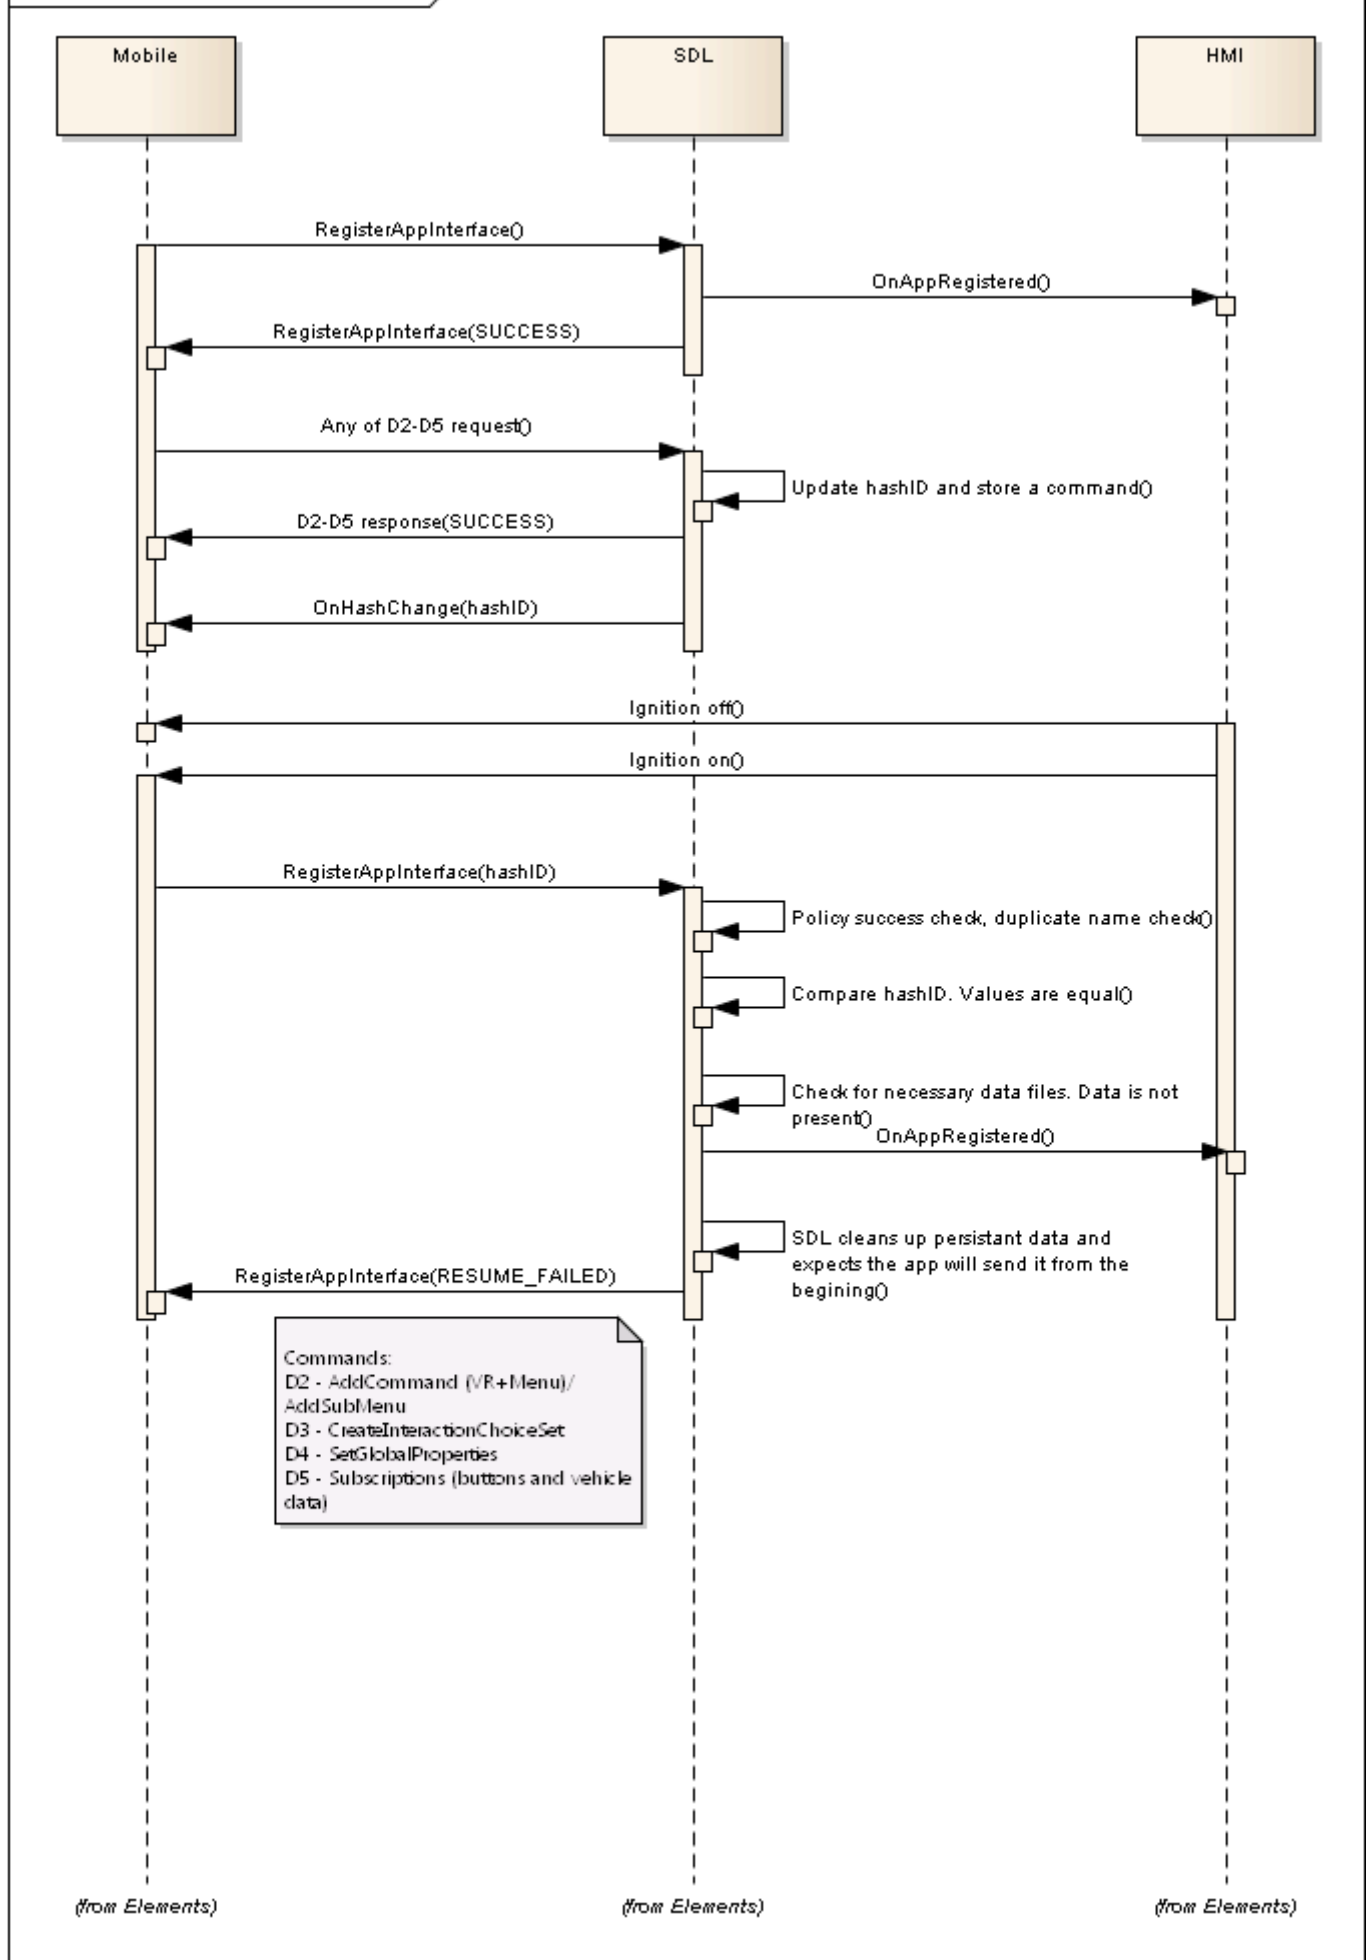 Mobile
SDL
HMI
RegisterAppInterface()
OnAppRegistered()
RegisterAppInterface(SUCCESS)
Any of D2-D5 request()
Update hashID and store a command()
D2-D5 response(SUCCESS)
OnHashChange(hashID)
Ignition off()
Ignition on()
RegisterAppInterface(hashID)
Policy success check, duplicate name check()
Compare hashID. Values are equal()
Check for necessary data files. Data is not
present()
OnAppRegistered()
SDL cleans up persistant data and
expects the app will send it from the
begining()
RegisterAppInterface(RESUME_FAILED)
Commands:
D2 - AddCommand (VR+Menu)/
AddSubMenu
D3 - CreateInteractionChoiceSet
D4 - SetGlobalProperties
D5 - Subscriptions (buttons and vehicle
data)
(from Elements)
(from Elements)
(from Elements)